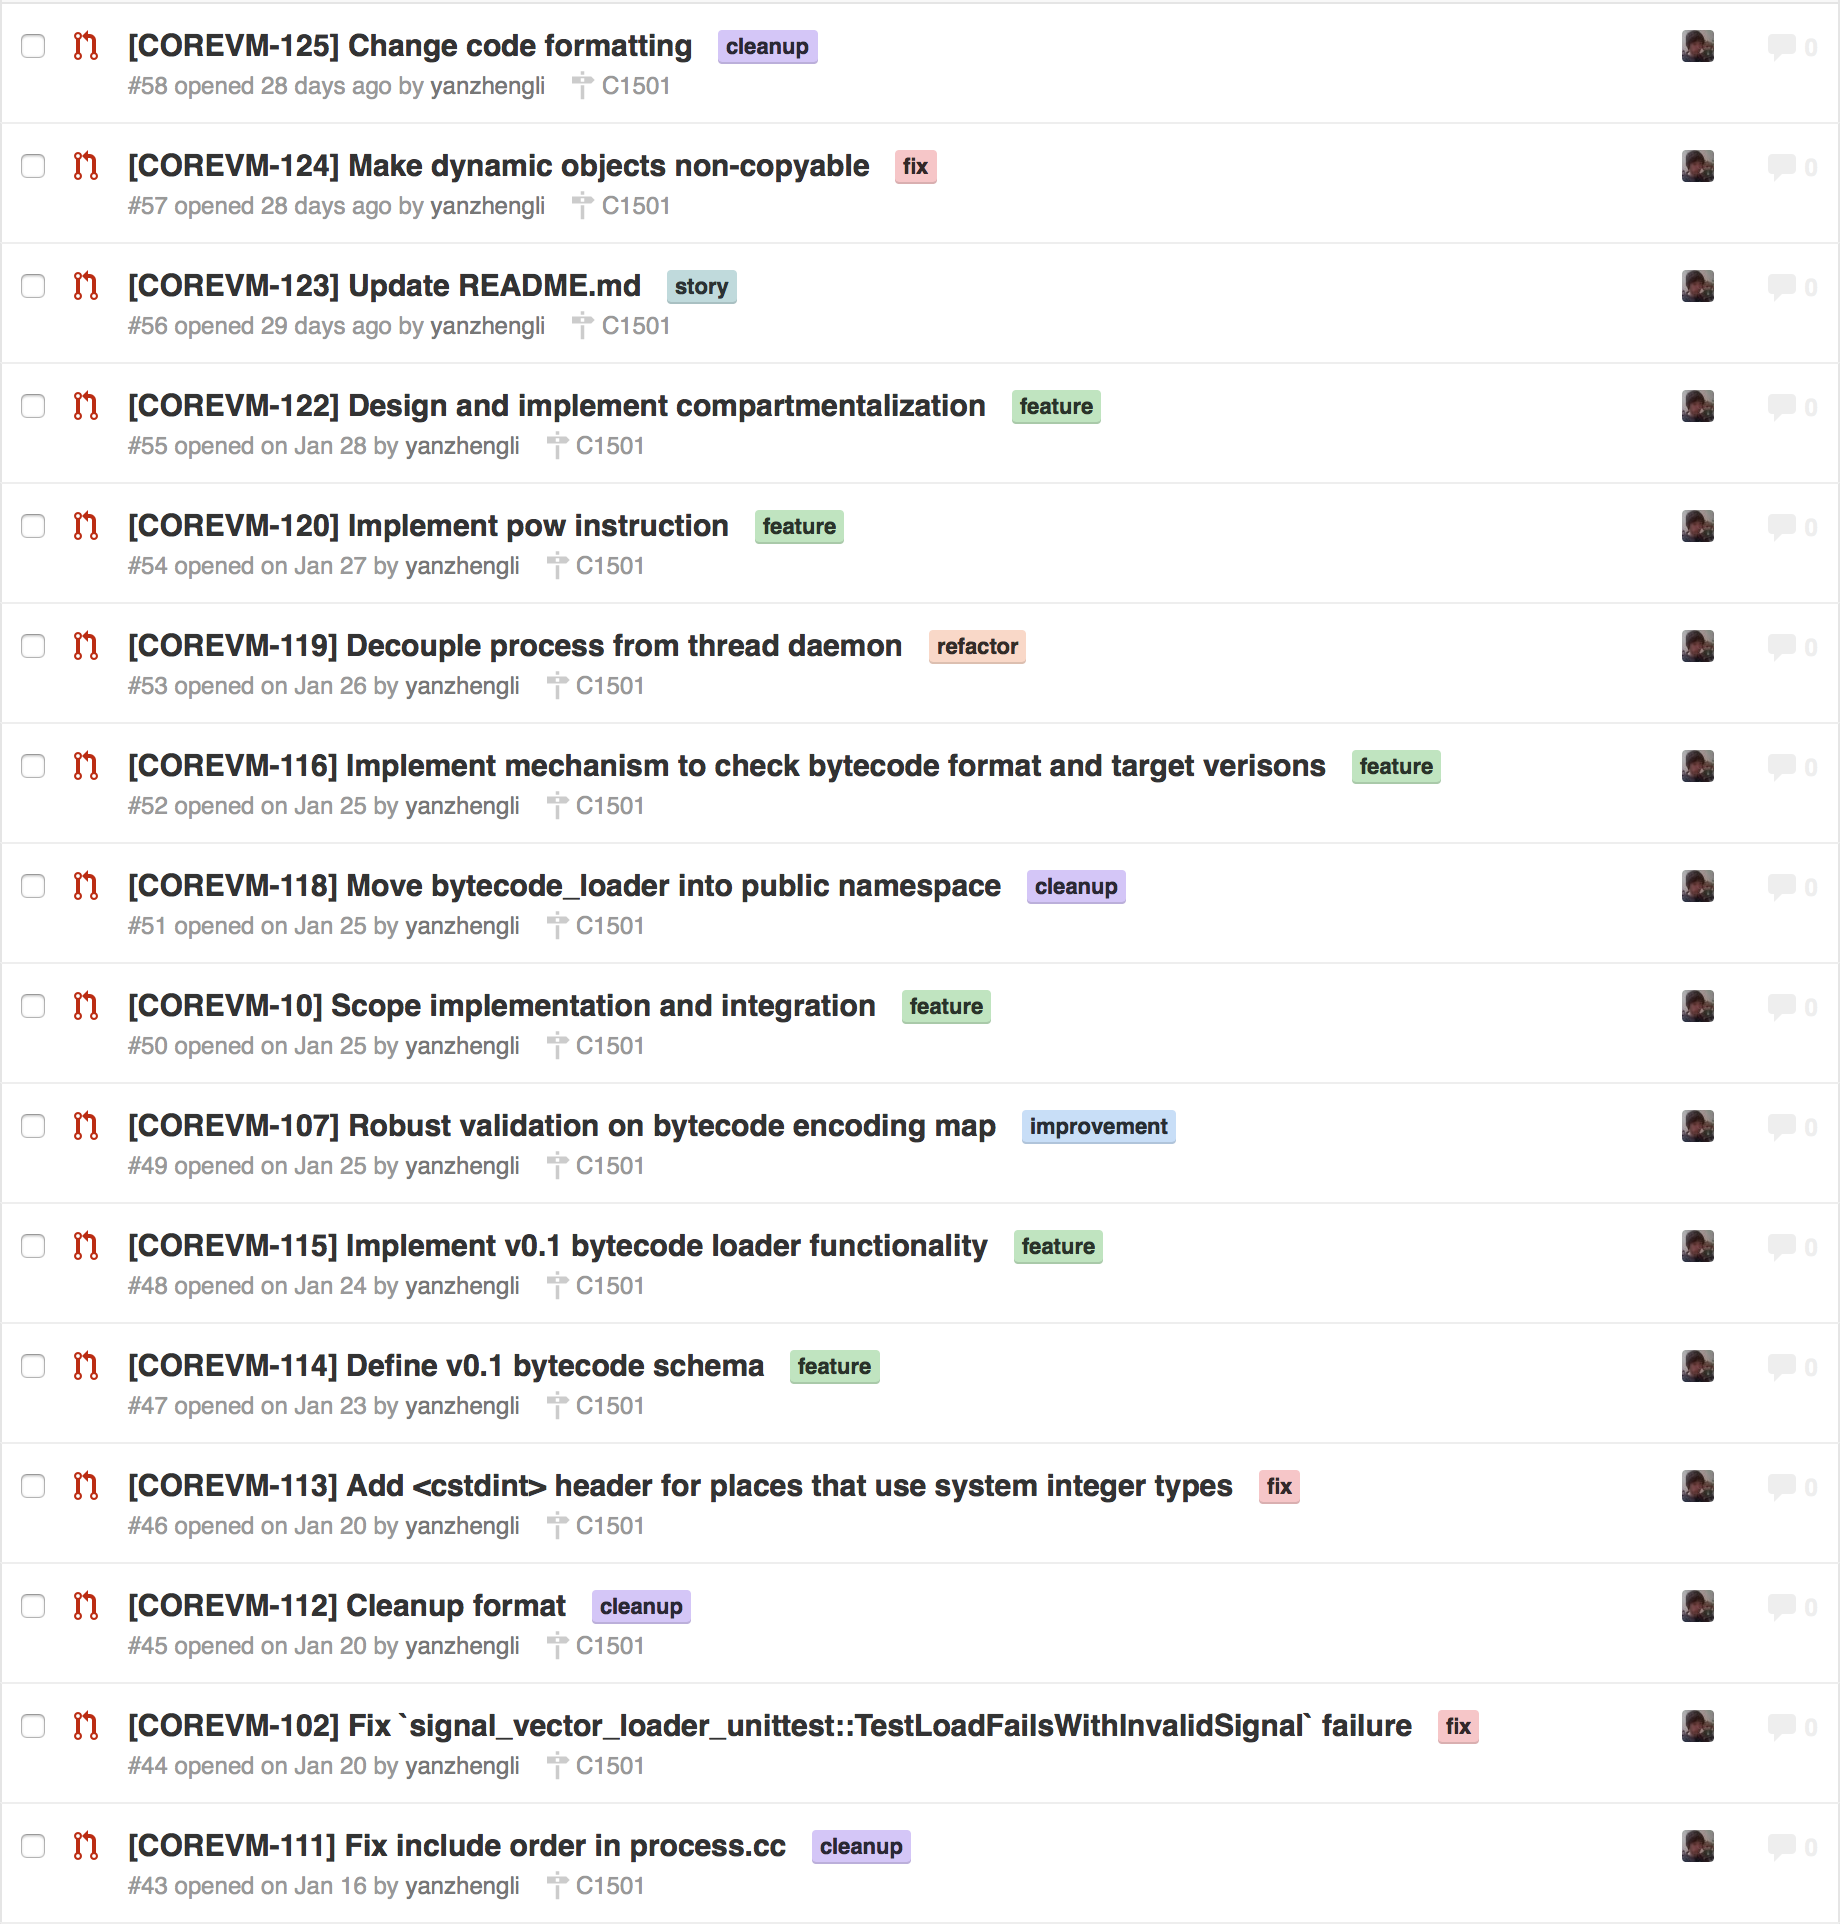 [COREVM-125] Change code formatting cleanup 0
#58 opened 28 days ago by yanzhengli C1501
[COREVM-124] Make dynamic objects non-copyable fix 0
#57 opened 28 days ago by yanzhengli C1501
[COREVM-123] Update README.md story 0
#56 opened 29 days ago by yanzhengli C1501
[COREVM-122] Design and implement compartmentalization feature 0
#55 opened on Jan 28 by yanzhengli C1501
[COREVM-120] Implement pow instruction feature 0
#54 opened on Jan 27 by yanzhengli C1501
[COREVM-119] Decouple process from thread daemon refactor 0
#53 opened on Jan 26 by yanzhengli C1501
[COREVM-116] Implement mechanism to check bytecode format and target verisons feature 0
#52 opened on Jan 25 by yanzhengli C1501
[COREVM-118] Move bytecode_loader into public namespace cleanup 0
#51 opened on Jan 25 by yanzhengli C1501
[COREVM-10] Scope implementation and integration feature 0
#50 opened on Jan 25 by yanzhengli C1501
[COREVM-107] Robust validation on bytecode encoding map improvement 0
#49 opened on Jan 25 by yanzhengli C1501
[COREVM-115] Implement v0.1 bytecode loader functionality feature 0
#48 opened on Jan 24 by yanzhengli C1501
[COREVM-114] Define v0.1 bytecode schema feature 0
#47 opened on Jan 23 by yanzhengli C1501
[COREVM-113] Add <cstdint> header for places that use system integer types fix 0
#46 opened on Jan 20 by yanzhengli C1501
[COREVM-112] Cleanup format cleanup 0
#45 opened on Jan 20 by yanzhengli C1501
[COREVM-102] Fix `signal_vector_loader_unittest::TestLoadFailsWithInvalidSignal` failure fix 0
#44 opened on Jan 20 by yanzhengli C1501
[COREVM-111] Fix include order in process.cc cleanup 0
#43 opened on Jan 16 by yanzhengli C1501